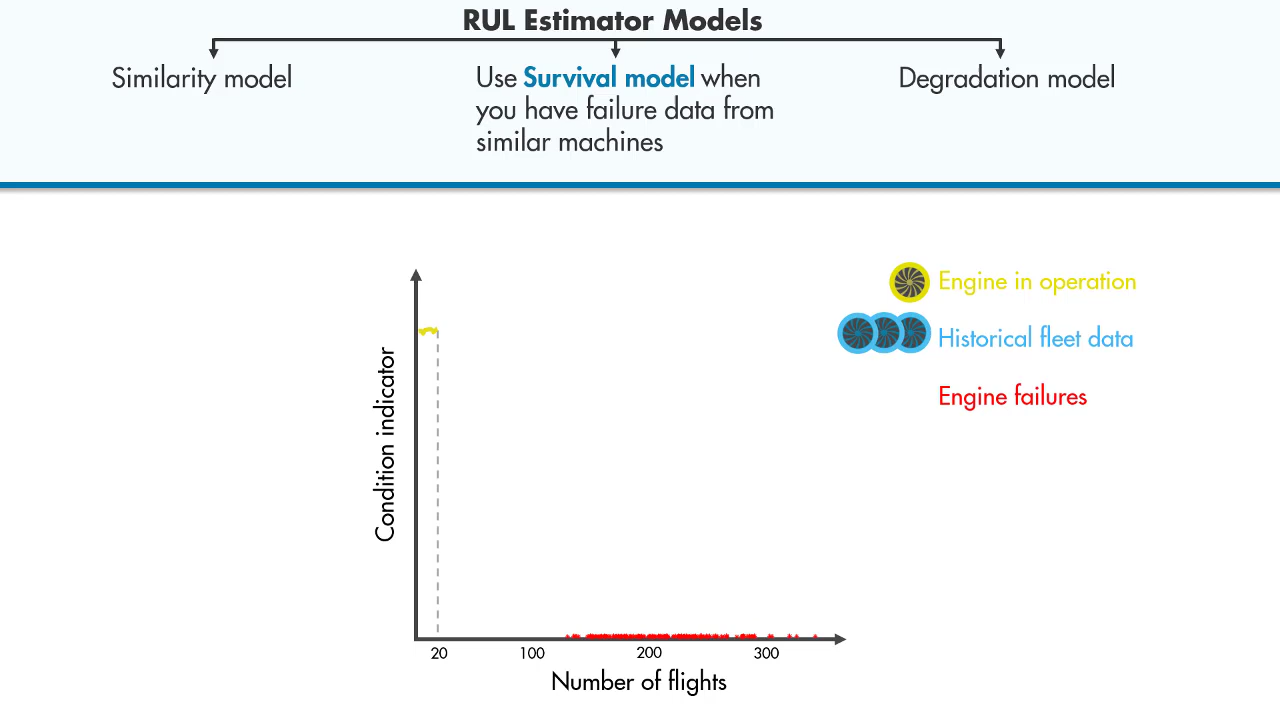 RUL Estimator Models
Similarity model
Use Survival model when
you have failure data from
similar machines
Degradation model
Engine in operation
Historical fleet data
Engine failures
Condition indicator
20 100 200 300
Number of flights